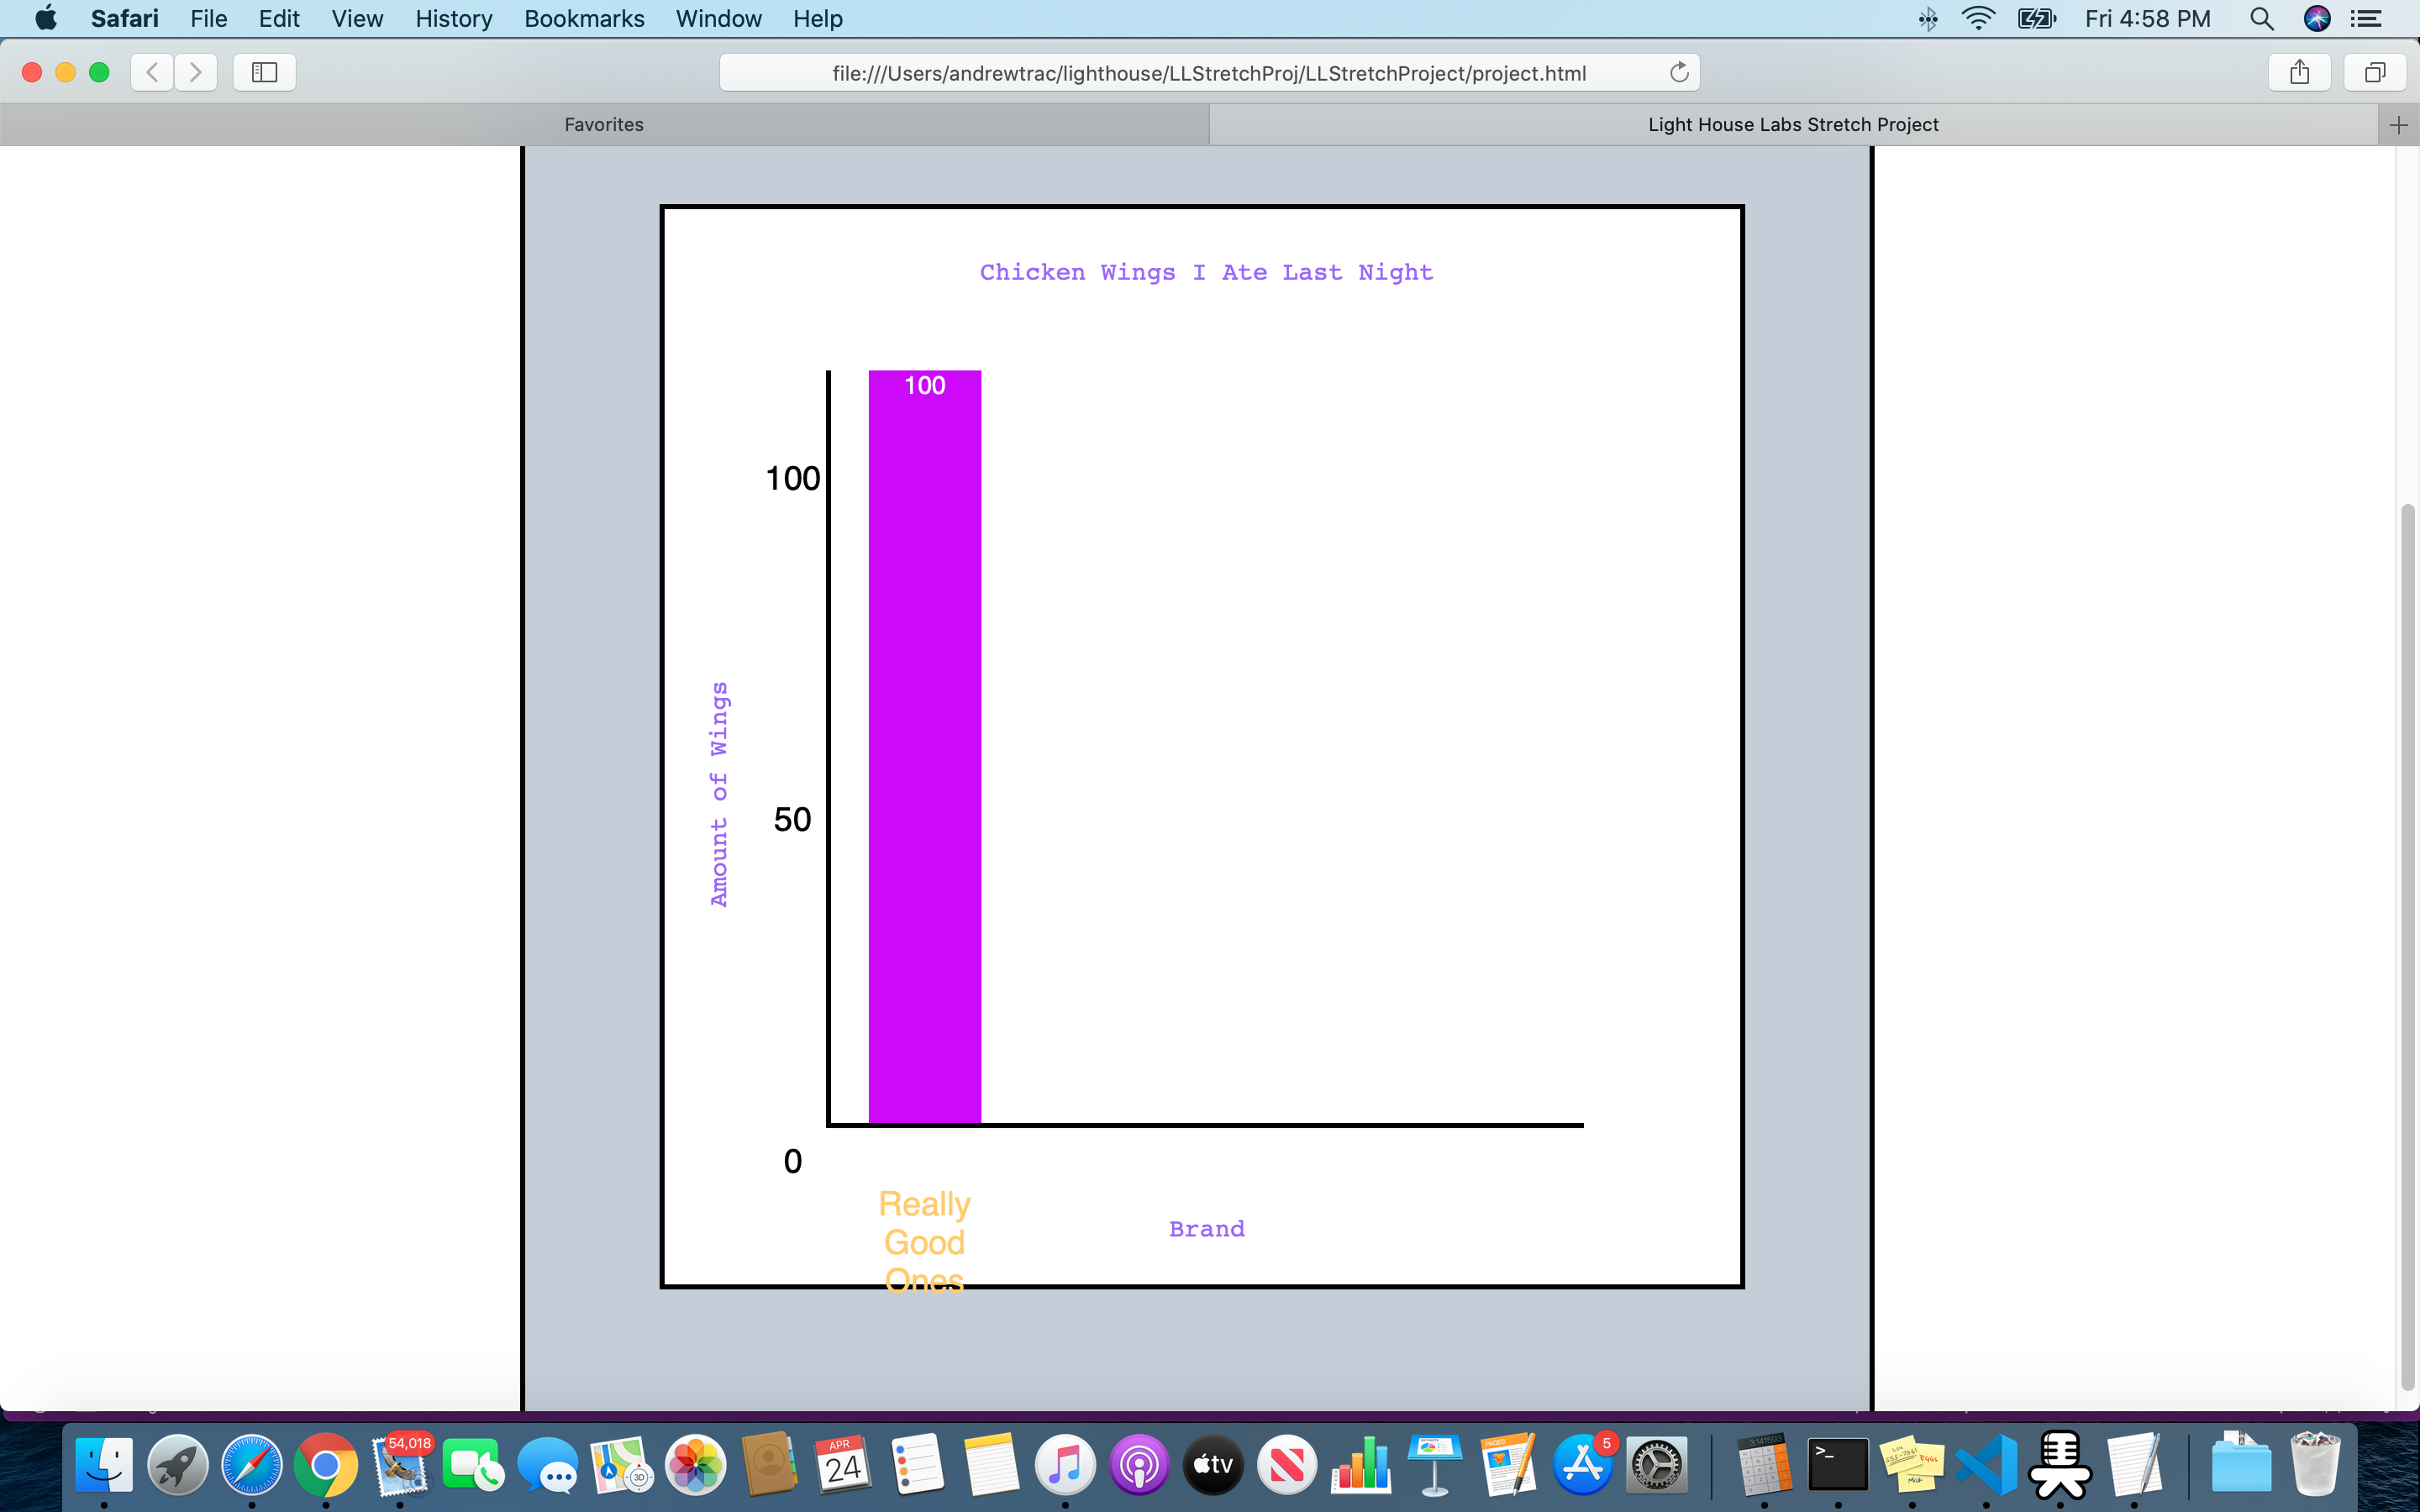 Safari File Edit View History Bookmarks Window Help Fri 4:58 PM
file:///Users/andrewtrac/lighthouse/LLStretchProj/LLStretchProject/project.html
Favorites Light House Labs Stretch Project
Chicken Wings I Ate Last Night
100
100
Amount of Wings
50
0
Really
Good
Ones
Brand
54,018
3D
APR
24
tv
PAGES
5
>_